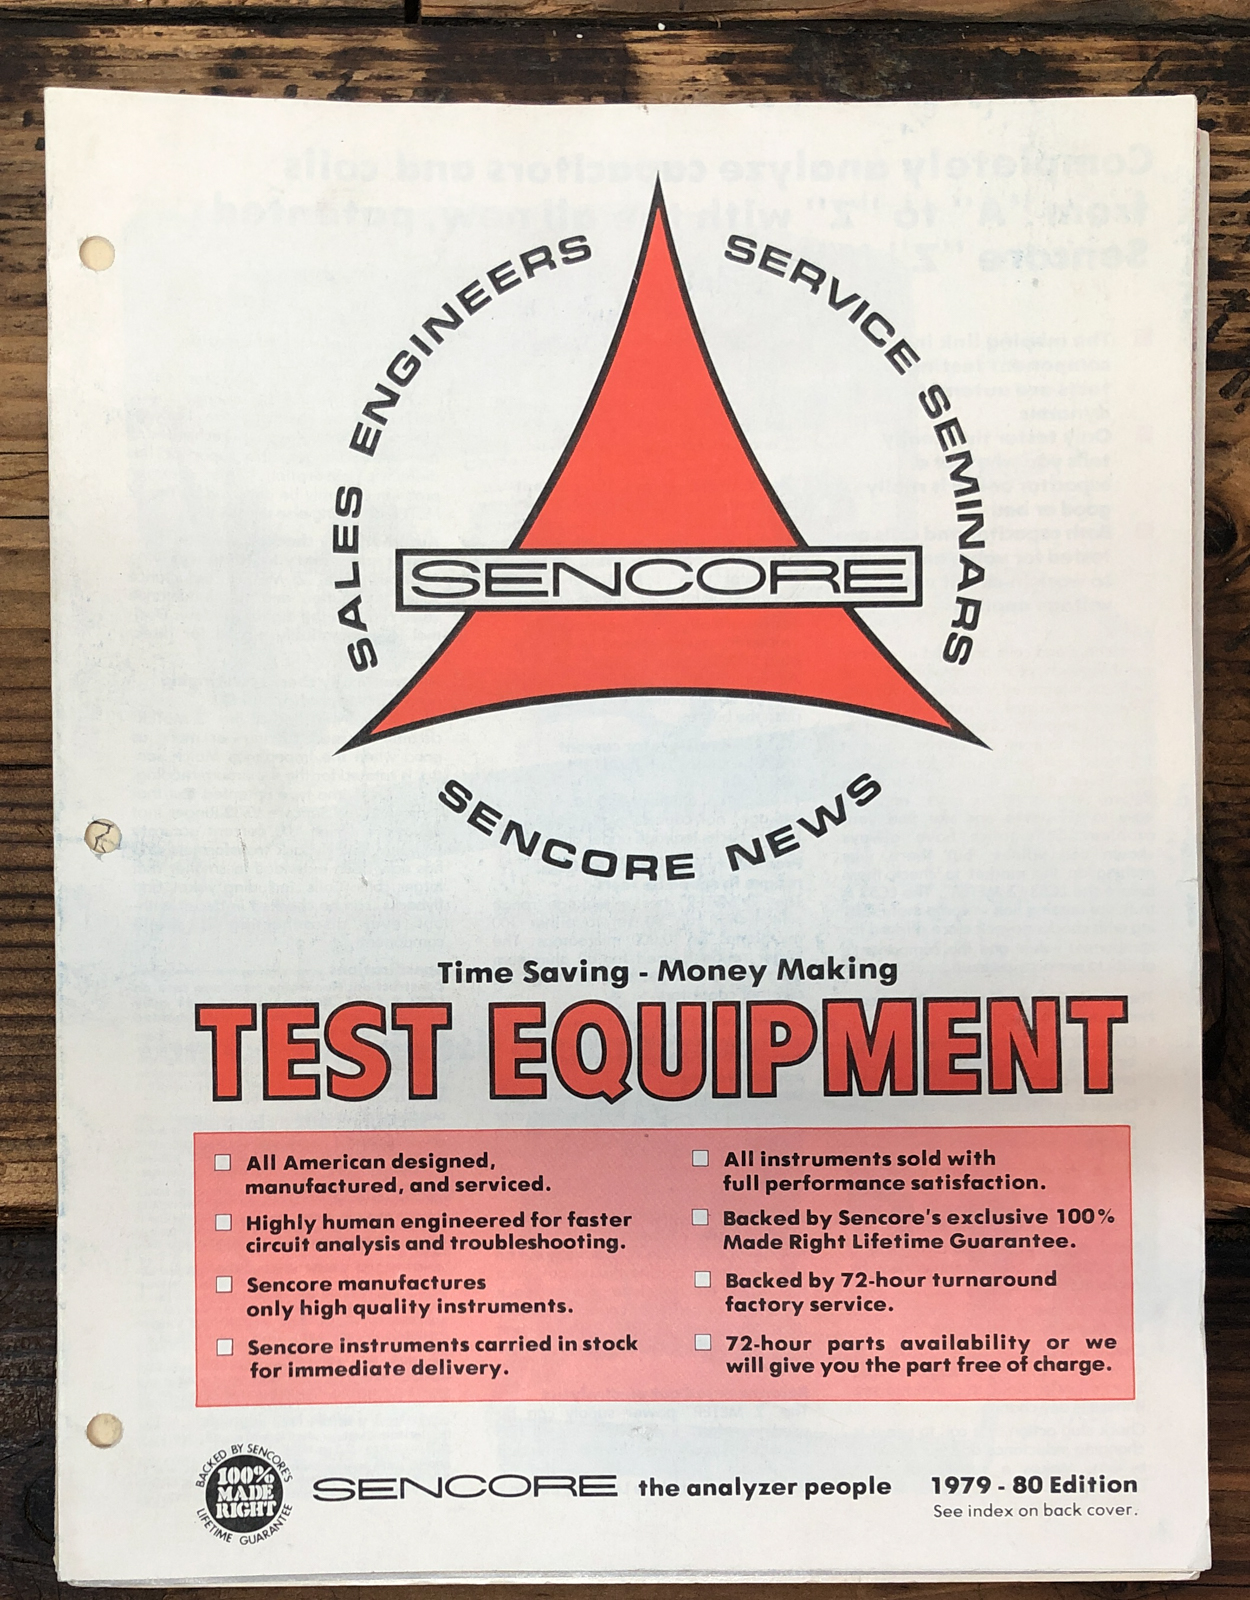 SALES ENGINEERS
SERVICE SEMINARS
SENCORE
SENCORE NEWS
Time Saving - Money Making
TEST EQUIPMENT
All American designed,
manufactured, and serviced.
Highly human engineered for faster
circuit analysis and troubleshooting.
Sencore manufactures
only high quality instruments.
Sencore instruments carried in stock
for immediate delivery.
All instruments sold with
full performance satisfaction.
Backed by Sencore's exclusive 100%
Made Right Lifetime Guarantee.
Backed by 72-hour turnaround
factory service.
72-hour parts availability or we
will give you the part free of charge.
BACKED BY SENCORE'S
100%
MADE
RIGHT
LIFETIME GUARANTEE
SENCORE the analyzer people
1979 - 80 Edition
See index on back cover.